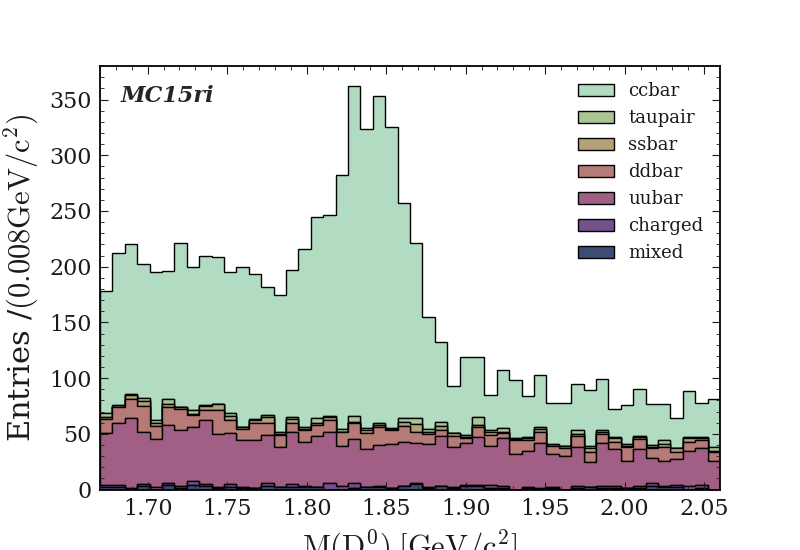 MC15ri
ccbar
taupair
ssbar
ddbar
uubar
charged
mixed
Entries /(0.008GeV/c²)
350
300
250
200
150
100
50
0
1.70 1.75 1.80 1.85 1.90 1.95 2.00 2.05
M(D⁰) [GeV/c²]